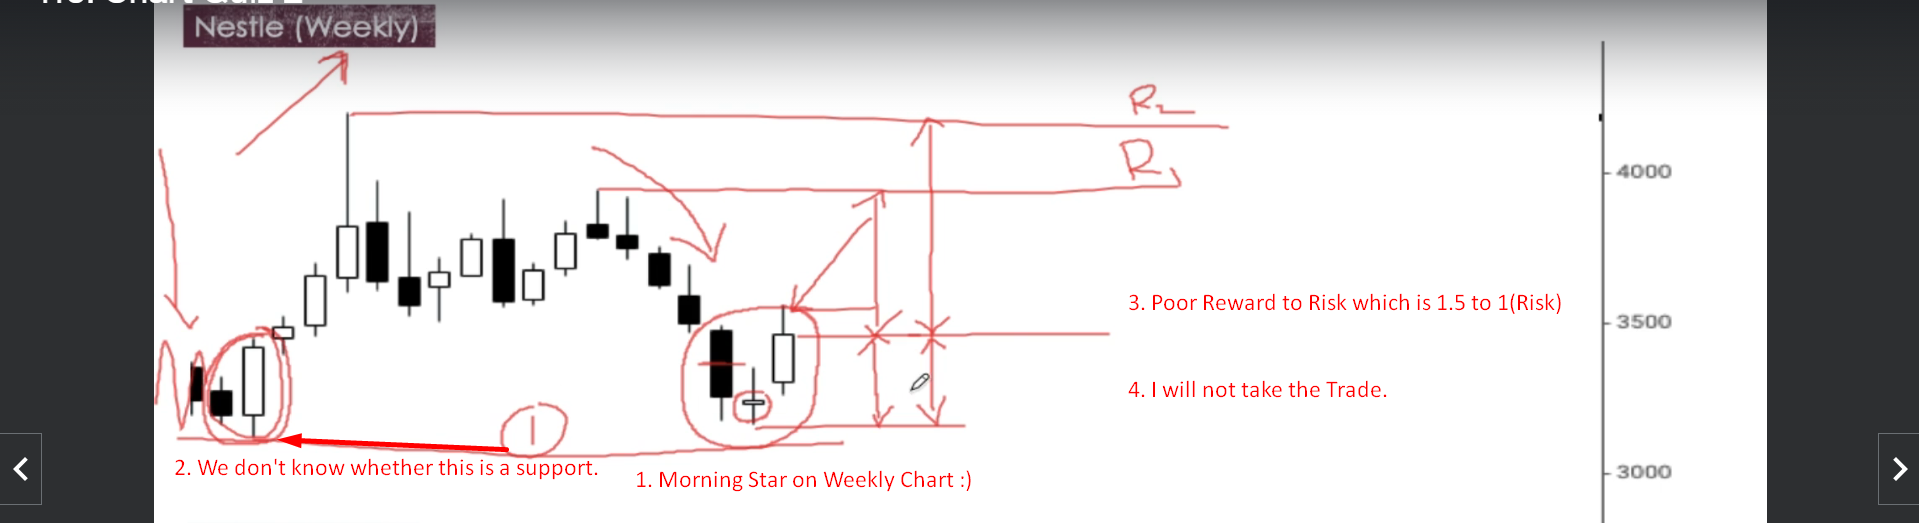 Nestle (Weekly)
R2
R1
4000
3. Poor Reward to Risk which is 1.5 to 1(Risk)
3500
4. I will not take the Trade.
1
2. We don't know whether this is a support.
1. Morning Star on Weekly Chart :)
3000